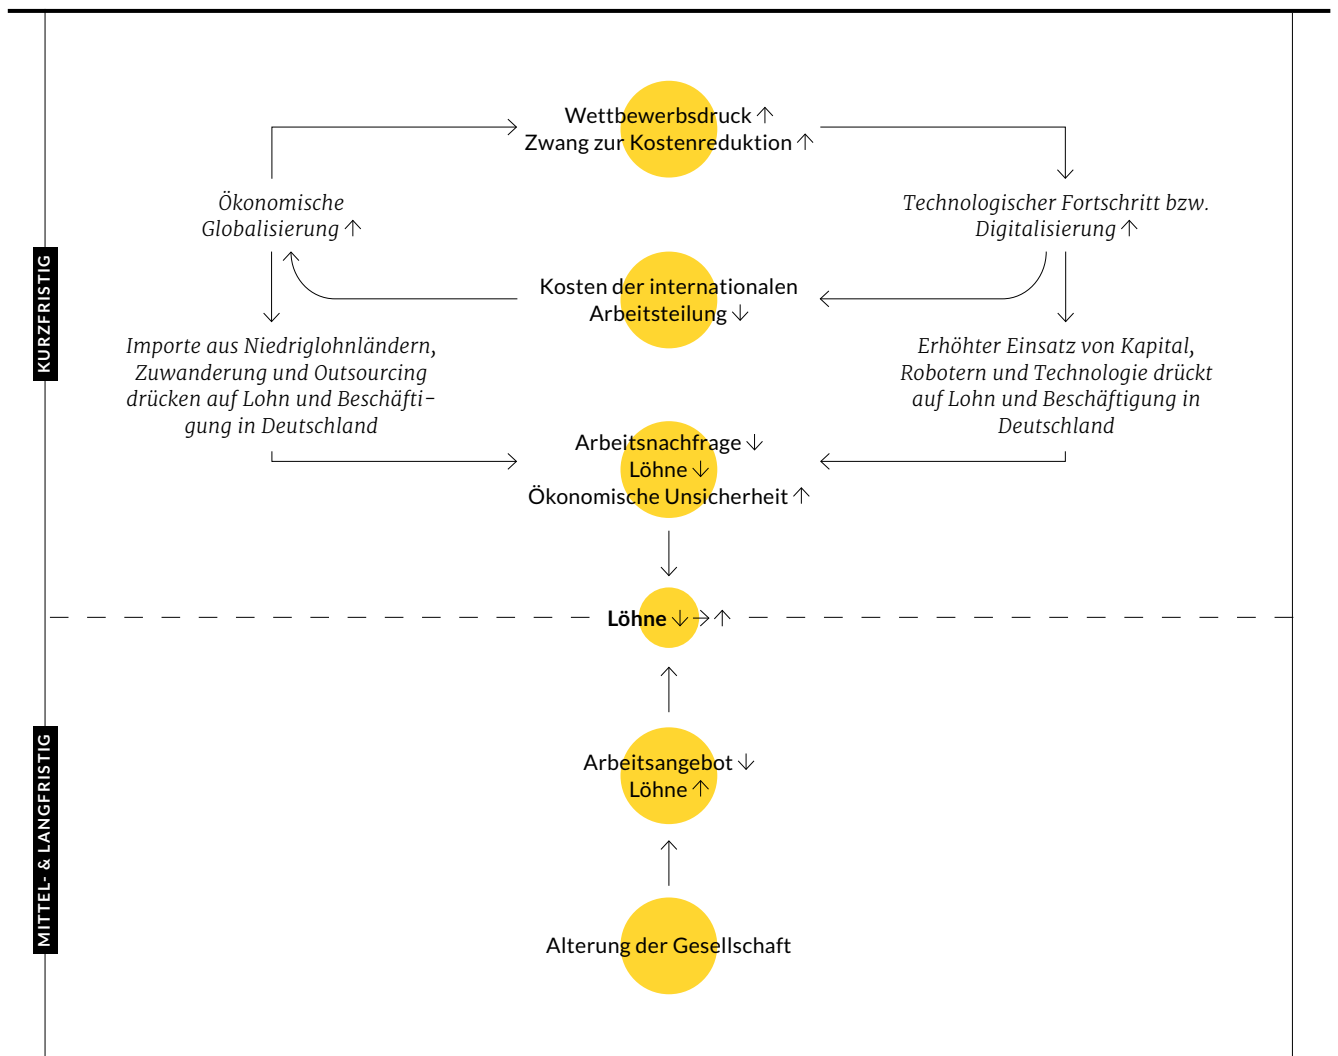 Wettbewerbsdruck ↑
Zwang zur Kostenreduktion ↑
Ökonomische
Globalisierung ↑
Technologischer Fortschritt bzw.
Digitalisierung ↑
KURZFRISTIG
Kosten der internationalen
Arbeitsteilung ↓
Importe aus Niedriglohnländern,
Zuwanderung und Outsourcing
drücken auf Lohn und Beschäfti-
gung in Deutschland
Erhöhter Einsatz von Kapital,
Robotern und Technologie drückt
auf Lohn und Beschäftigung in
Deutschland
Arbeitsnachfrage ↓
Löhne ↓
Ökonomische Unsicherheit ↑
Löhne ↓→↑
MITTEL- & LANGFRISTIG
Arbeitsangebot ↓
Löhne ↑
Alterung der Gesellschaft